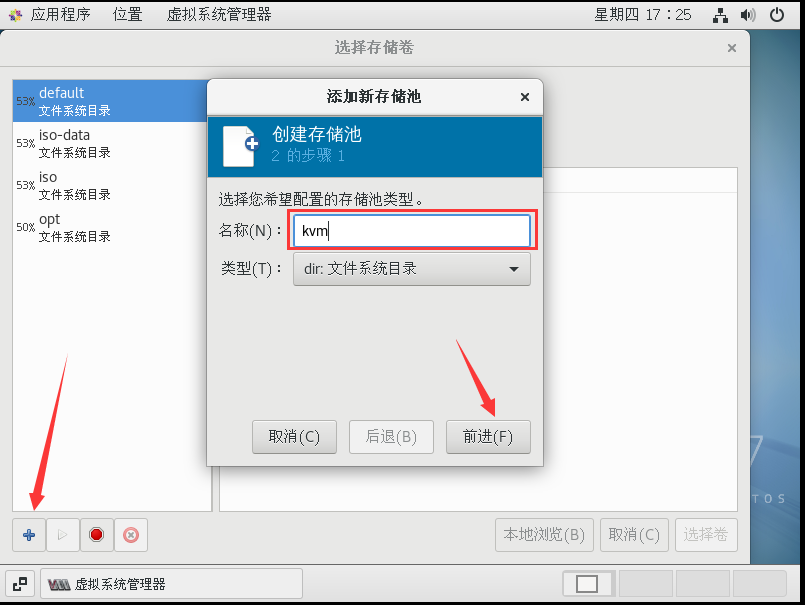 应用程序 位置 虚拟系统管理器 星期四 17：25
选择存储卷
53% default
文件系统目录
53% iso-data
文件系统目录
53% iso
文件系统目录
50% opt
文件系统目录
添加新存储池
创建存储池
2 的步骤 1
选择您希望配置的存储池类型。
名称(N)： kvm
类型(T)： dir: 文件系统目录
取消(C) 后退(B) 前进(F)
7
TOS
本地浏览(B) 取消(C) 选择卷
虚拟系统管理器